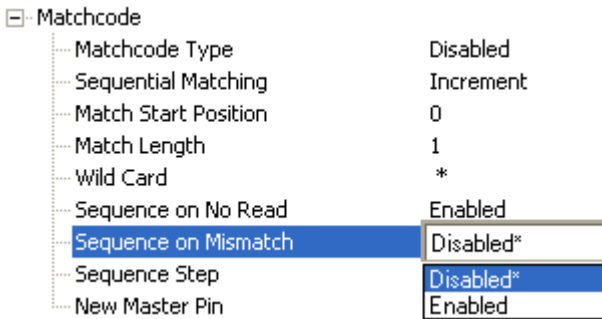 Matchcode
Matchcode Type Disabled
Sequential Matching Increment
Match Start Position 0
Match Length 1
Wild Card *
Sequence on No Read Enabled
Sequence on Mismatch Disabled*
Sequence Step Disabled*
New Master Pin Enabled